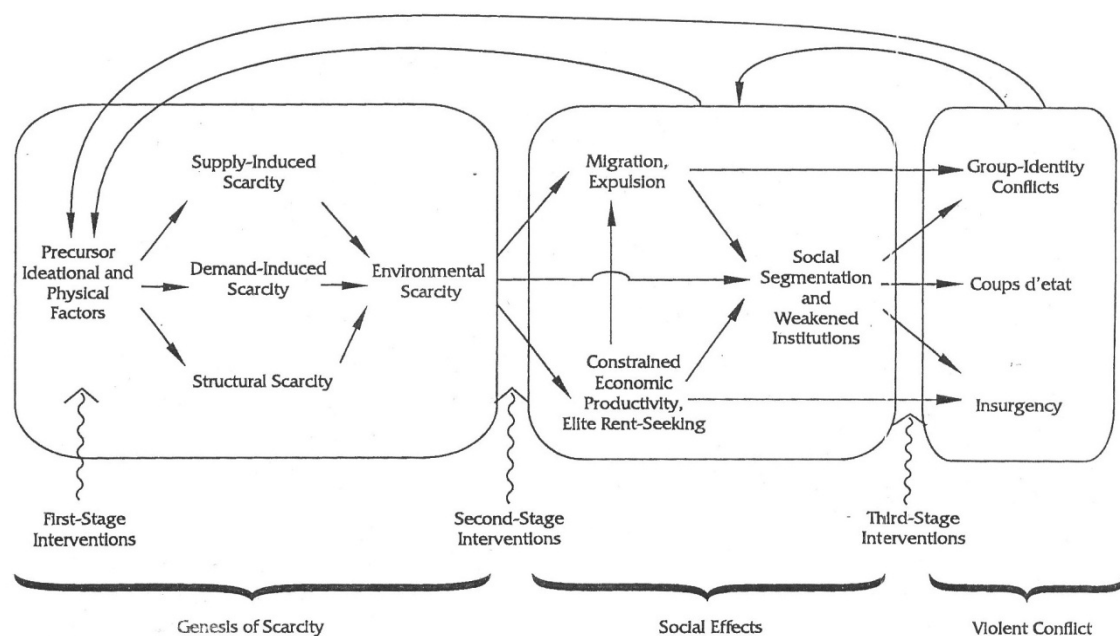 Supply-Induced
Scarcity
Precursor
Ideational and
Physical
Factors
Demand-Induced
Scarcity
Structural Scarcity
Environmental
Scarcity
Migration,
Expulsion
Constrained
Economic
Productivity,
Elite Rent-Seeking
Social
Segmentation
and
Weakened
Institutions
Group-Identity
Conflicts
Coups d'etat
Insurgency
First-Stage
Interventions
Second-Stage
Interventions
Third-Stage
Interventions
Genesis of Scarcity
Social Effects
Violent Conflict